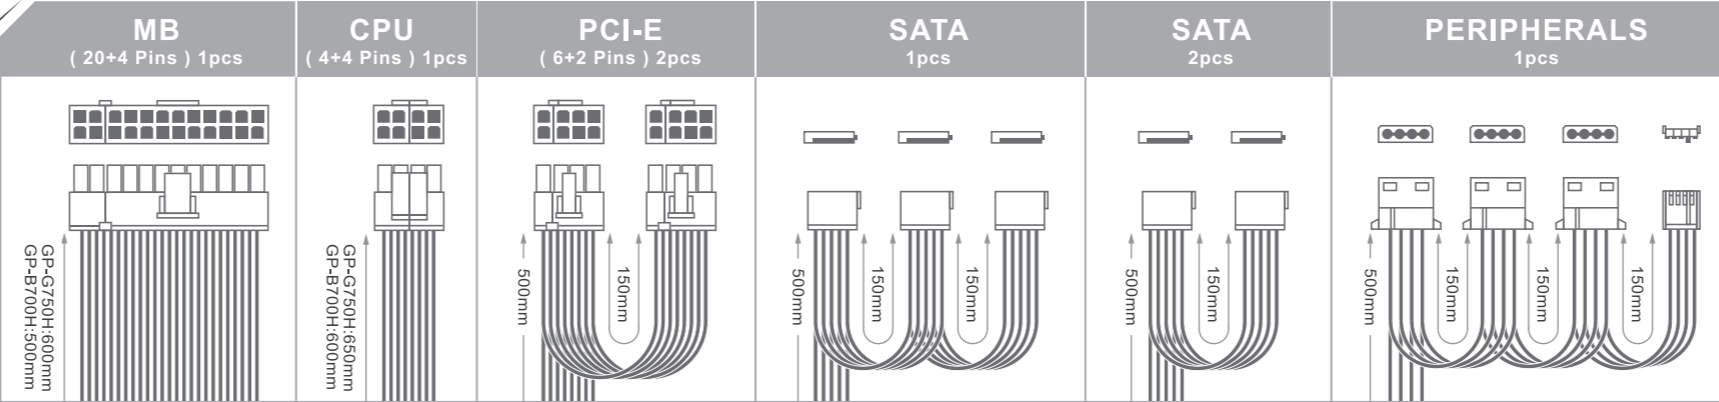 MB
( 20+4 Pins ) 1pcs
CPU
( 4+4 Pins ) 1pcs
PCI-E
( 6+2 Pins ) 2pcs
SATA
1pcs
SATA
2pcs
PERIPHERALS
1pcs
GP-G750H:600mm
GP-B700H:500mm
GP-G750H:650mm
GP-B700H:600mm
500mm
150mm
500mm
150mm
150mm
500mm
150mm
500mm
150mm
150mm
150mm